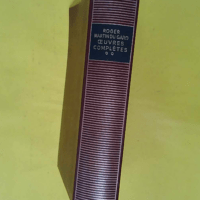 ROGER
MARTIN DU GARD
ŒUVRES
COMPLÈTES